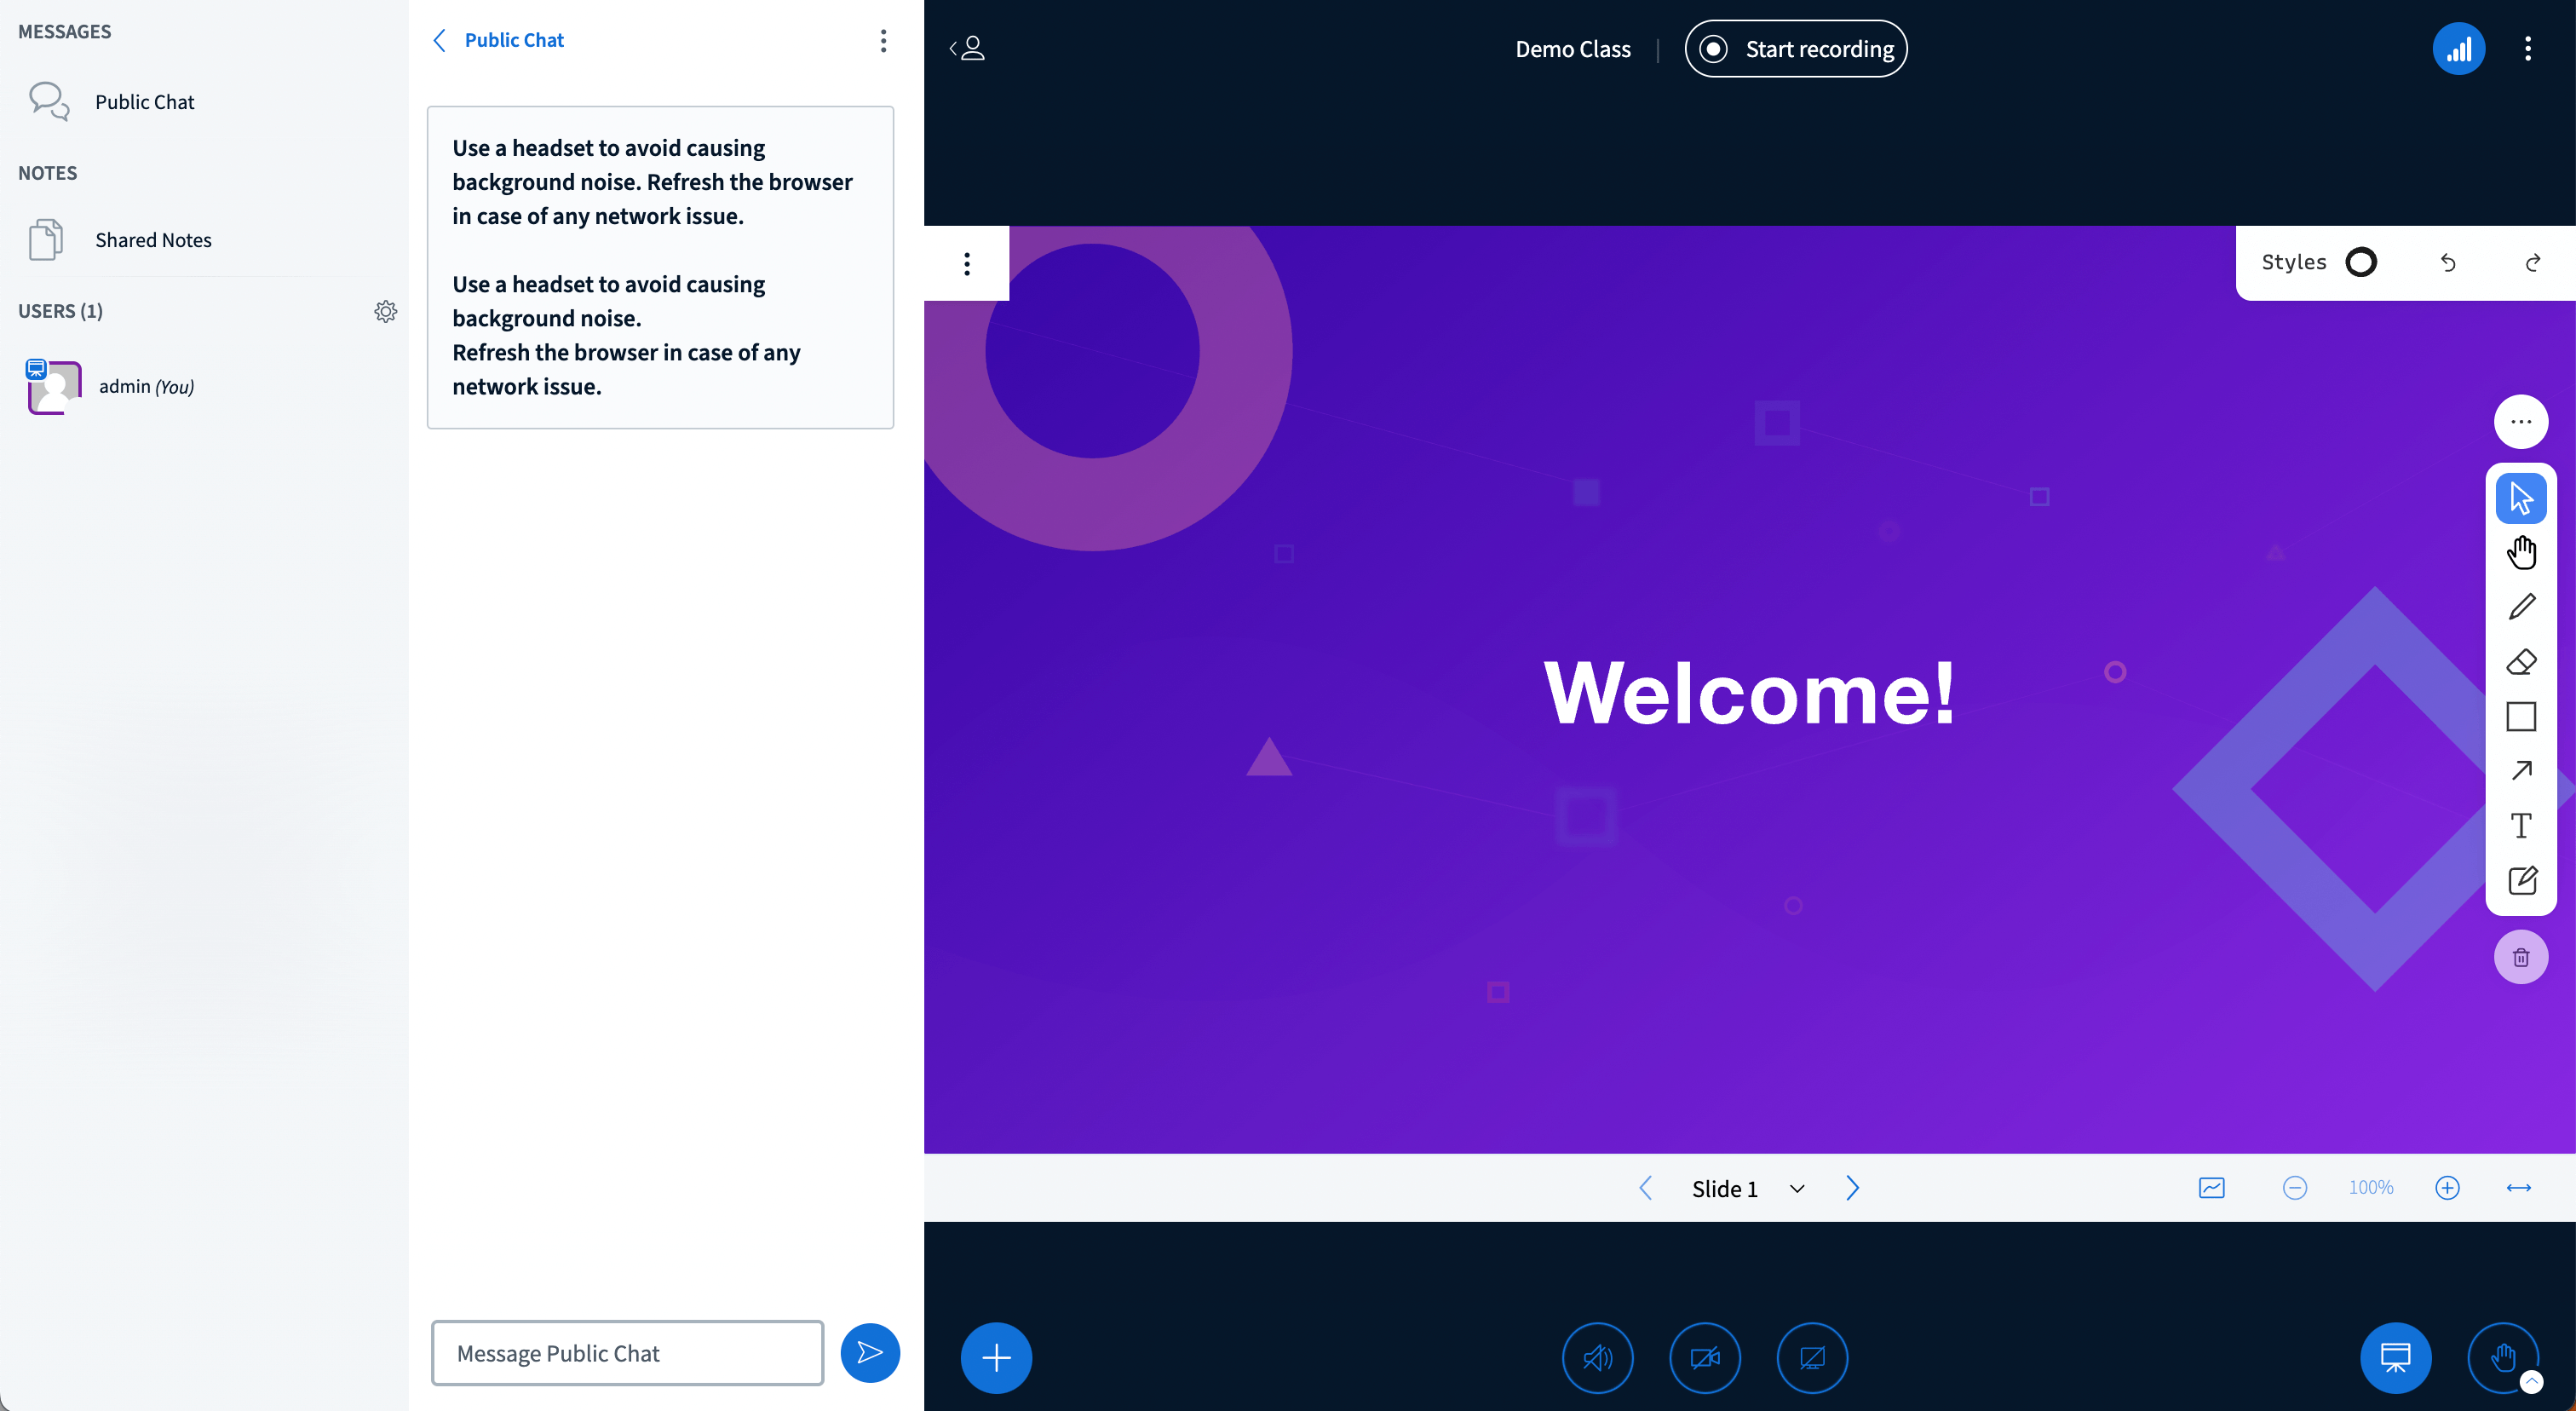 MESSAGES
Public Chat
NOTES
Shared Notes
USERS (1)
admin (You)
Public Chat
Use a headset to avoid causing
background noise. Refresh the browser
in case of any network issue.
Use a headset to avoid causing
background noise.
Refresh the browser in case of any
network issue.
Message Public Chat
Demo Class
Start recording
Styles
Welcome!
Slide 1
100%